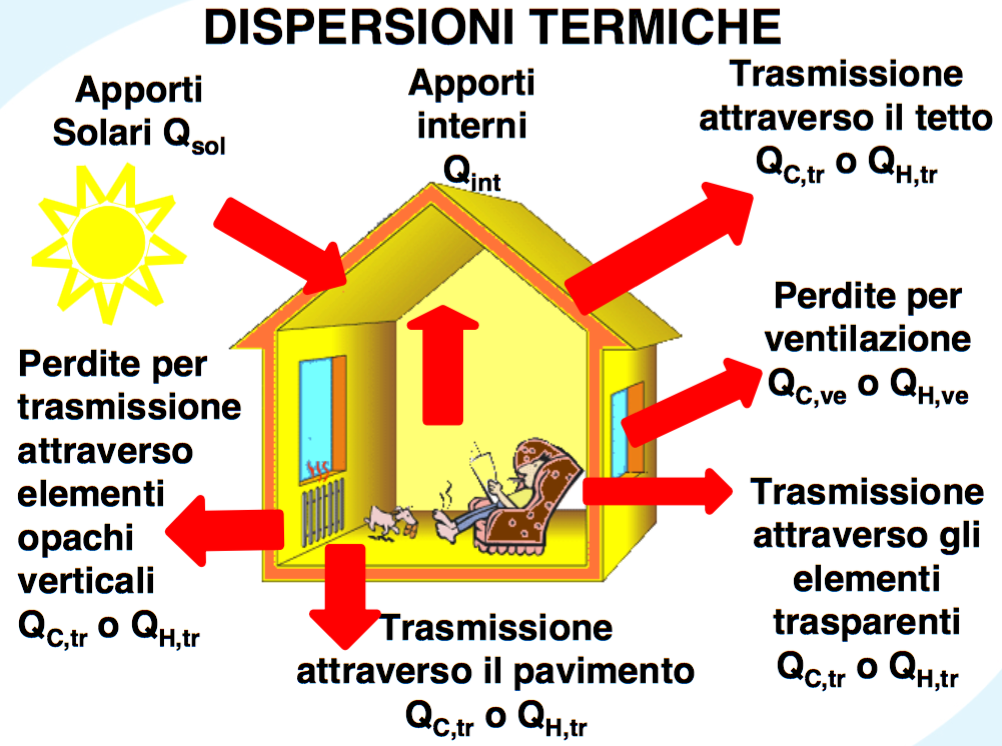 DISPERSIONI TERMICHE
Apporti
Solari Qsol
Apporti
interni
Qint
Trasmissione
attraverso il tetto
QC,tr o QH,tr
Perdite per
ventilazione
QC,ve o QH,ve
Perdite per
trasmissione
attraverso
elementi
opachi
verticali
QC,tr o QH,tr
Trasmissione
attraverso gli
elementi
trasparenti
QC,tr o QH,tr
Trasmissione
attraverso il pavimento
QC,tr o QH,tr